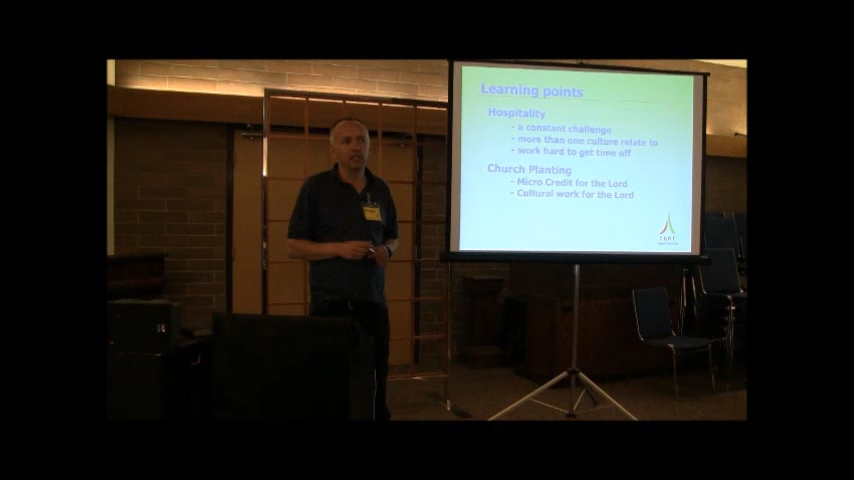 Learning points
Hospitality
- a constant challenge
- more than one culture relate to
- work hard to get time off
Church Planting
- Micro Credit for the Lord
- Cultural work for the Lord